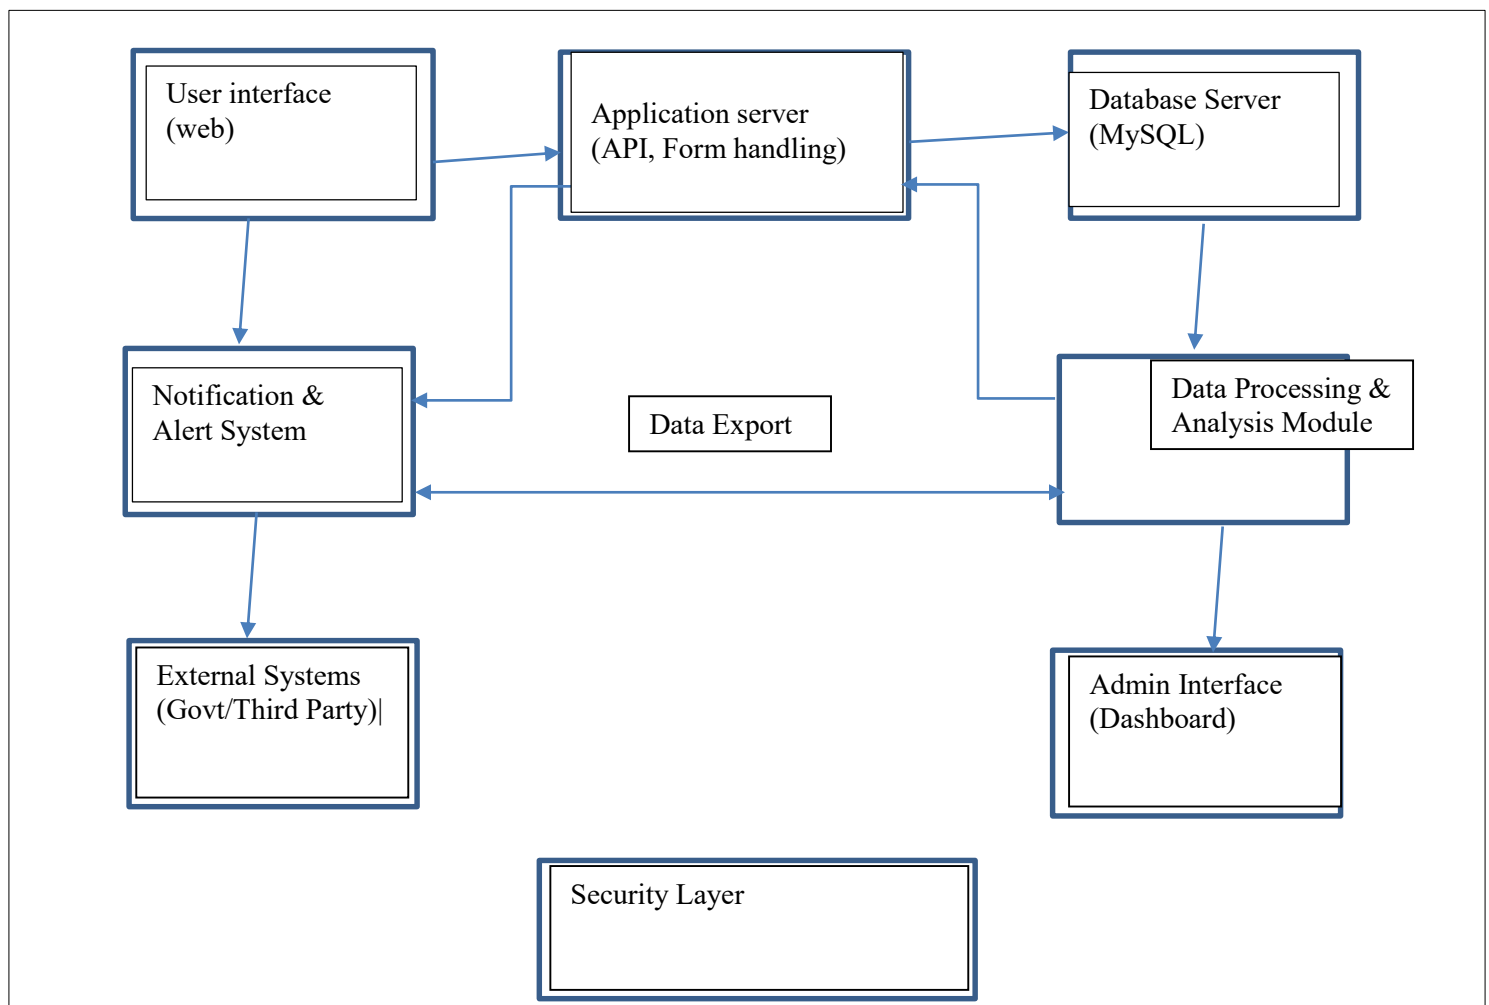 User interface
(web)
Application server
(API, Form handling)
Database Server
(MySQL)
Notification &
Alert System
Data Export
Data Processing &
Analysis Module
External Systems
(Govt/Third Party)|
Admin Interface
(Dashboard)
Security Layer